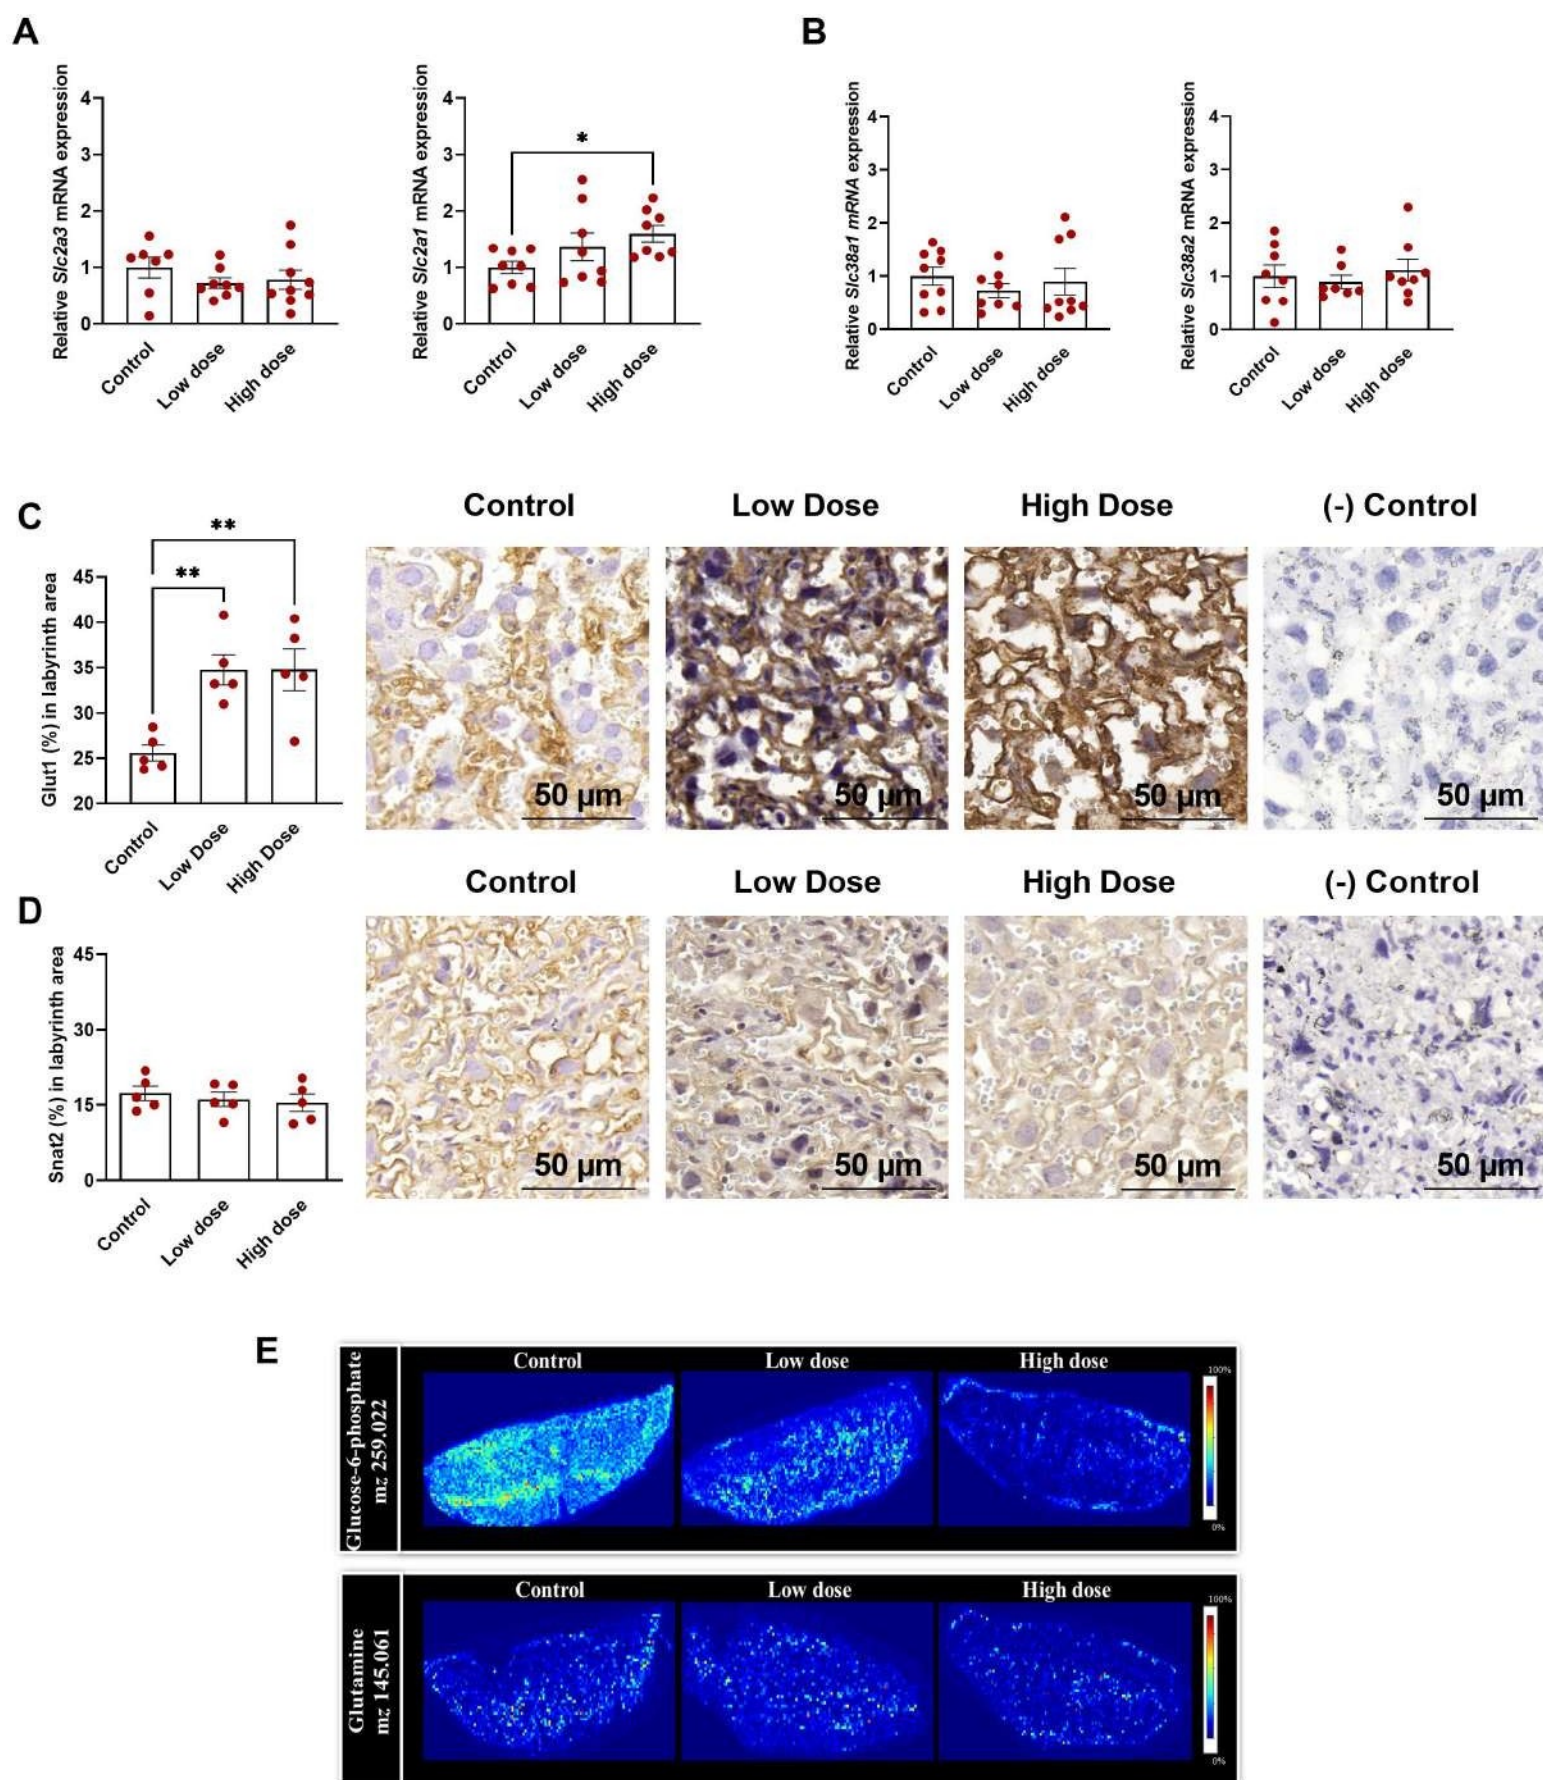 A
B
Relative Slc2a3 mRNA expression
4
3
2
1
0
Control
Low dose
High dose
Relative Slc2a1 mRNA expression
4
3
2
1
0
*
Control
Low dose
High dose
Relative Slc38a1 mRNA expression
4
3
2
1
0
Control
Low dose
High dose
Relative Slc38a2 mRNA expression
4
3
2
1
0
Control
Low dose
High dose
C
Glut1 (%) in labyrinth area
45
40
35
30
25
20
**
**
Control
Low Dose
High Dose
Control
Low Dose
High Dose
(-) Control
50 µm
50 µm
50 µm
50 µm
D
Snat2 (%) in labyrinth area
45
30
15
0
Control
Low dose
High dose
Control
Low Dose
High Dose
(-) Control
50 µm
50 µm
50 µm
50 µm
E
Glucose-6-phosphate
mz 259.022
Control
Low dose
High dose
100%
0%
Glutamine
mz 145.061
Control
Low dose
High dose
100%
0%